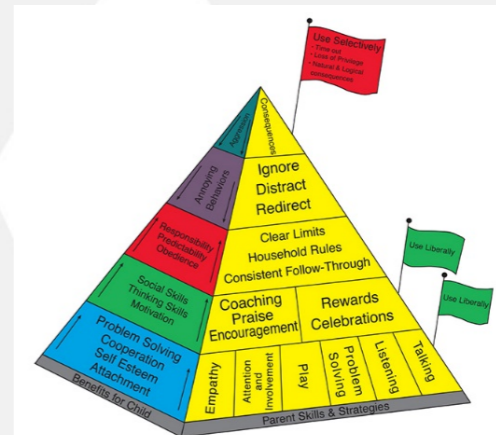 Use Selectively
• Time out
• Loss of Privilege
• Natural & Logical
consequences
Aggression
Consequences
Annoying
Behaviors
Ignore
Distract
Redirect
Responsibility
Predictability
Obedience
Clear Limits
Household Rules
Consistent Follow-Through
Use Liberally
Social Skills
Thinking Skills
Motivation
Coaching
Praise
Encouragement
Rewards
Celebrations
Use Liberally
Problem Solving
Cooperation
Self Esteem
Attachment
Empathy
Attention
and
Involvement
Play
Problem
Solving
Listening
Talking
Benefits for Child
Parent Skills & Strategies